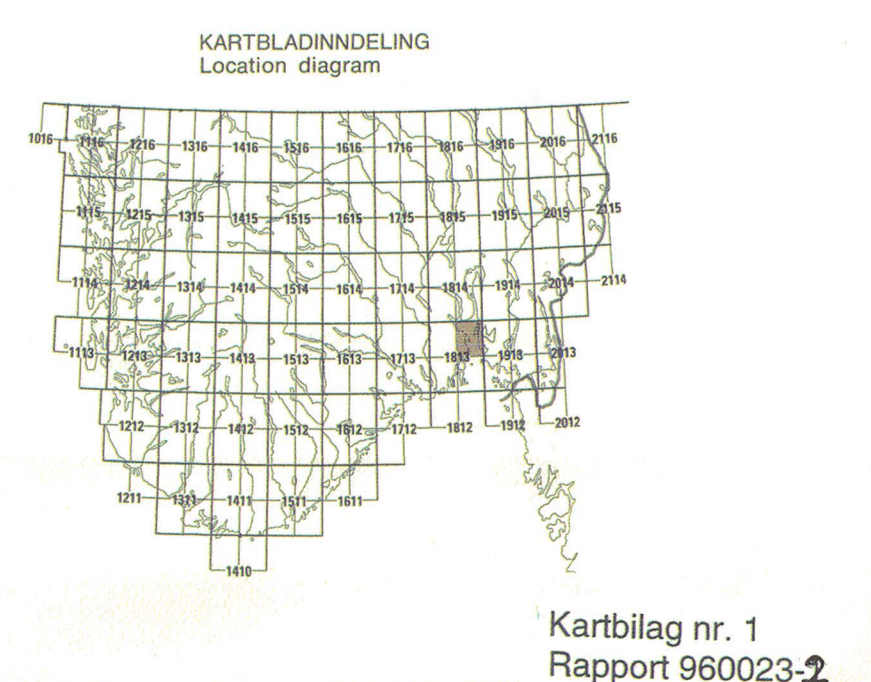 KARTBLADINNDELING
Location diagram
1016 1116 1216 1316 1416 1516 1616 1716 1816 1916 2016 2116
1115 1215 1315 1415 1515 1615 1715 1815 1915 2015 2115
1114 1214 1314 1414 1514 1614 1714 1814 1914 2014 2114
1113 1213 1313 1413 1513 1613 1713 1813 1913 2013
1212 1312 1412 1512 1612 1712 1812 1912 2012
1211 1311 1411 1511 1611
1410
Kartbilag nr. 1
Rapport 960023-2